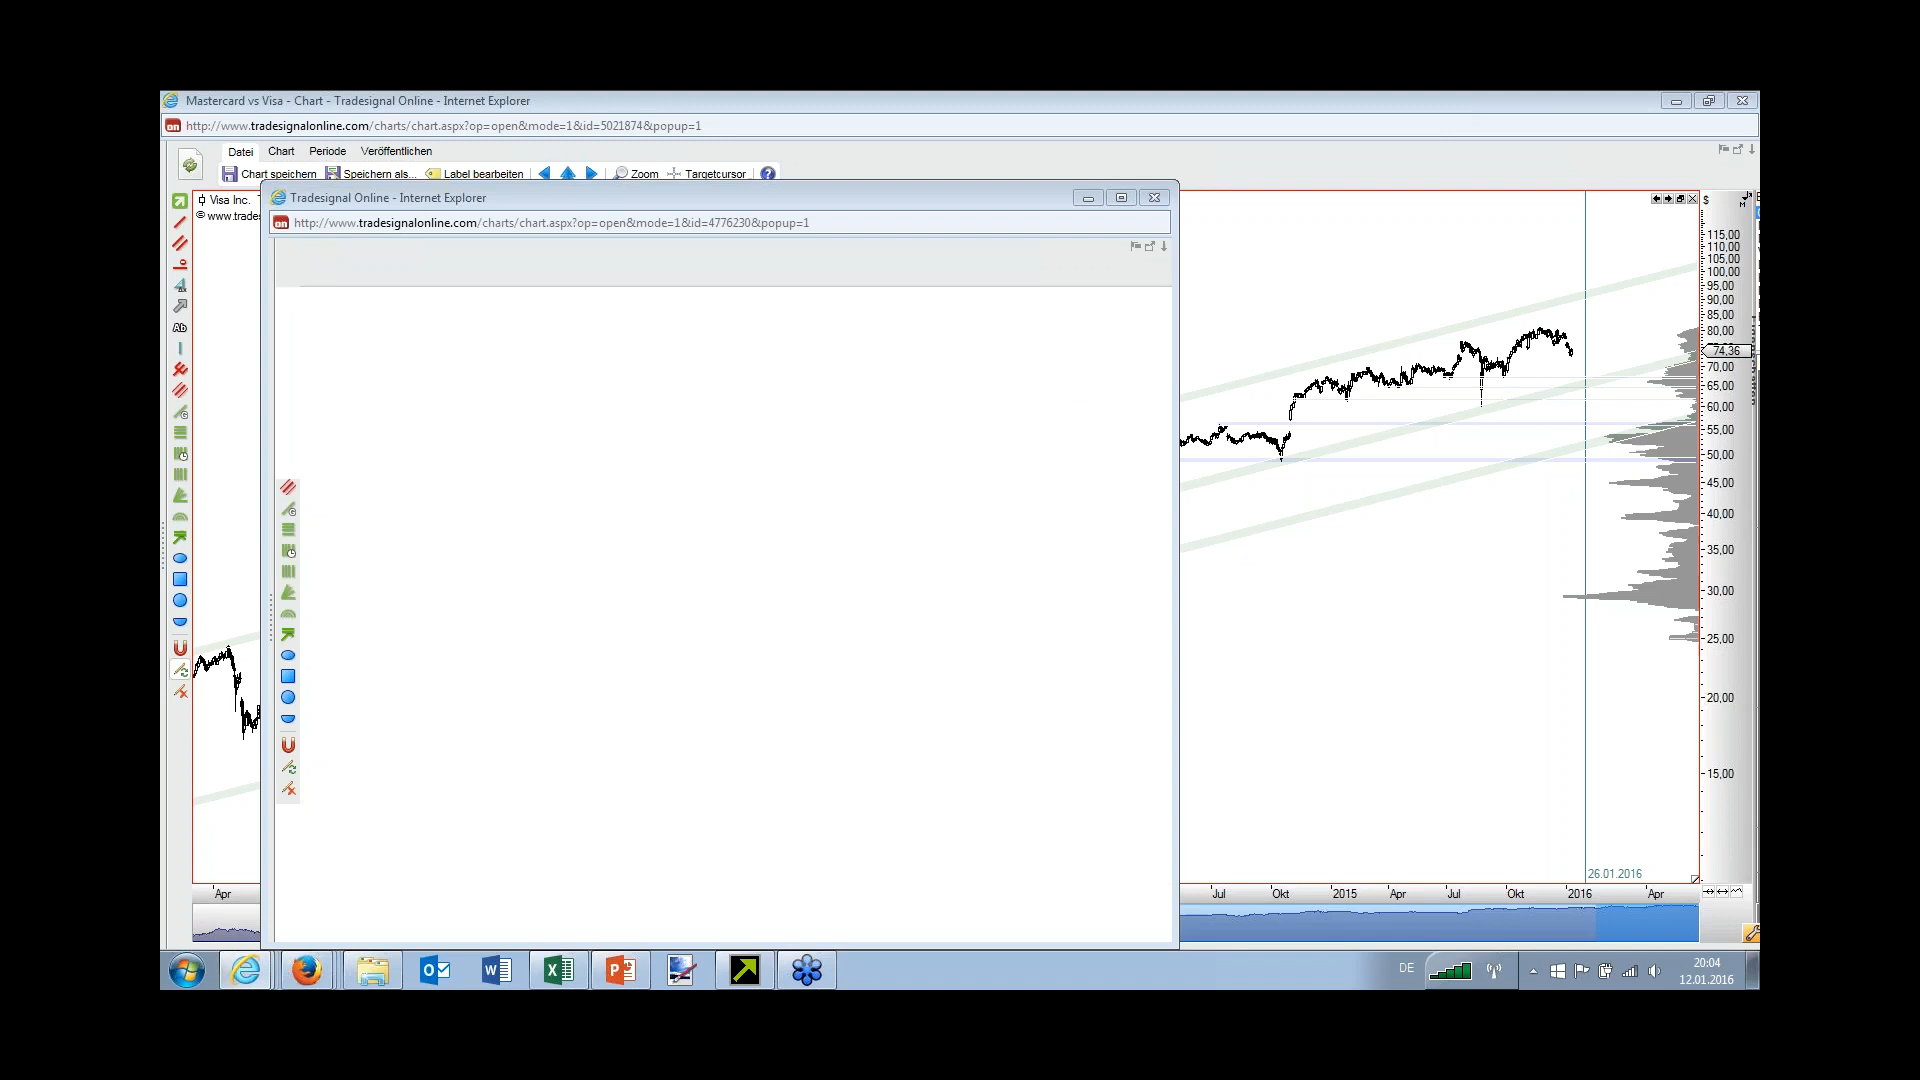 Mastercard vs Visa - Chart - Tradesignal Online - Internet Explorer
on http://www.tradesignalonline.com/charts/chart.aspx?op=open&mode=1&id=5021874&popup=1
Datei Chart Periode Veröffentlichen
Chart speichern Speichern als... Label bearbeiten Zoom Targetcursor ?
Visa Inc.
© www.trades
Tradesignal Online - Internet Explorer
on http://www.tradesignalonline.com/charts/chart.aspx?op=open&mode=1&id=4776230&popup=1
Ab
$
115,00
110,00
105,00
100,00
95,00
90,00
85,00
80,00
74,36
70,00
65,00
60,00
55,00
50,00
45,00
40,00
35,00
30,00
25,00
20,00
15,00
26.01.2016
Apr Jul Okt 2015 Apr Jul Okt 2016 Apr
DE
20:04
12.01.2016